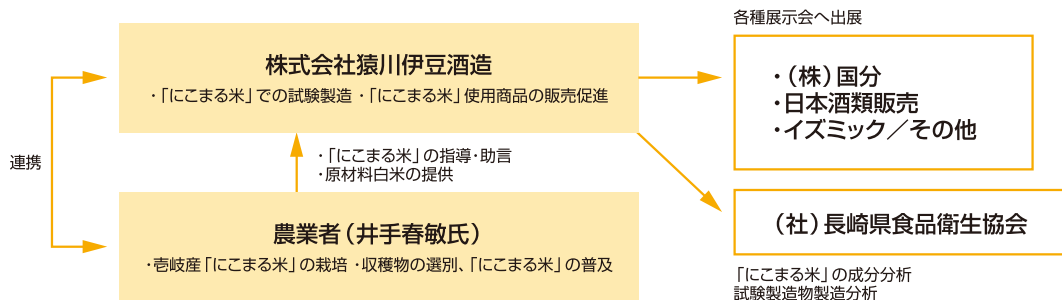 各種展示会へ出展
株式会社猿川伊豆酒造
・「にこまる米」での試験製造 ・「にこまる米」使用商品の販売促進
・（株）国分
・日本酒類販売
・イズミック／その他
連携
・「にこまる米」の指導・助言
・原材料白米の提供
農業者（井手春敏氏）
・壱岐産「にこまる米」の栽培 ・収穫物の選別、「にこまる米」の普及
（社）長崎県食品衛生協会
「にこまる米」の成分分析
試験製造物製造分析